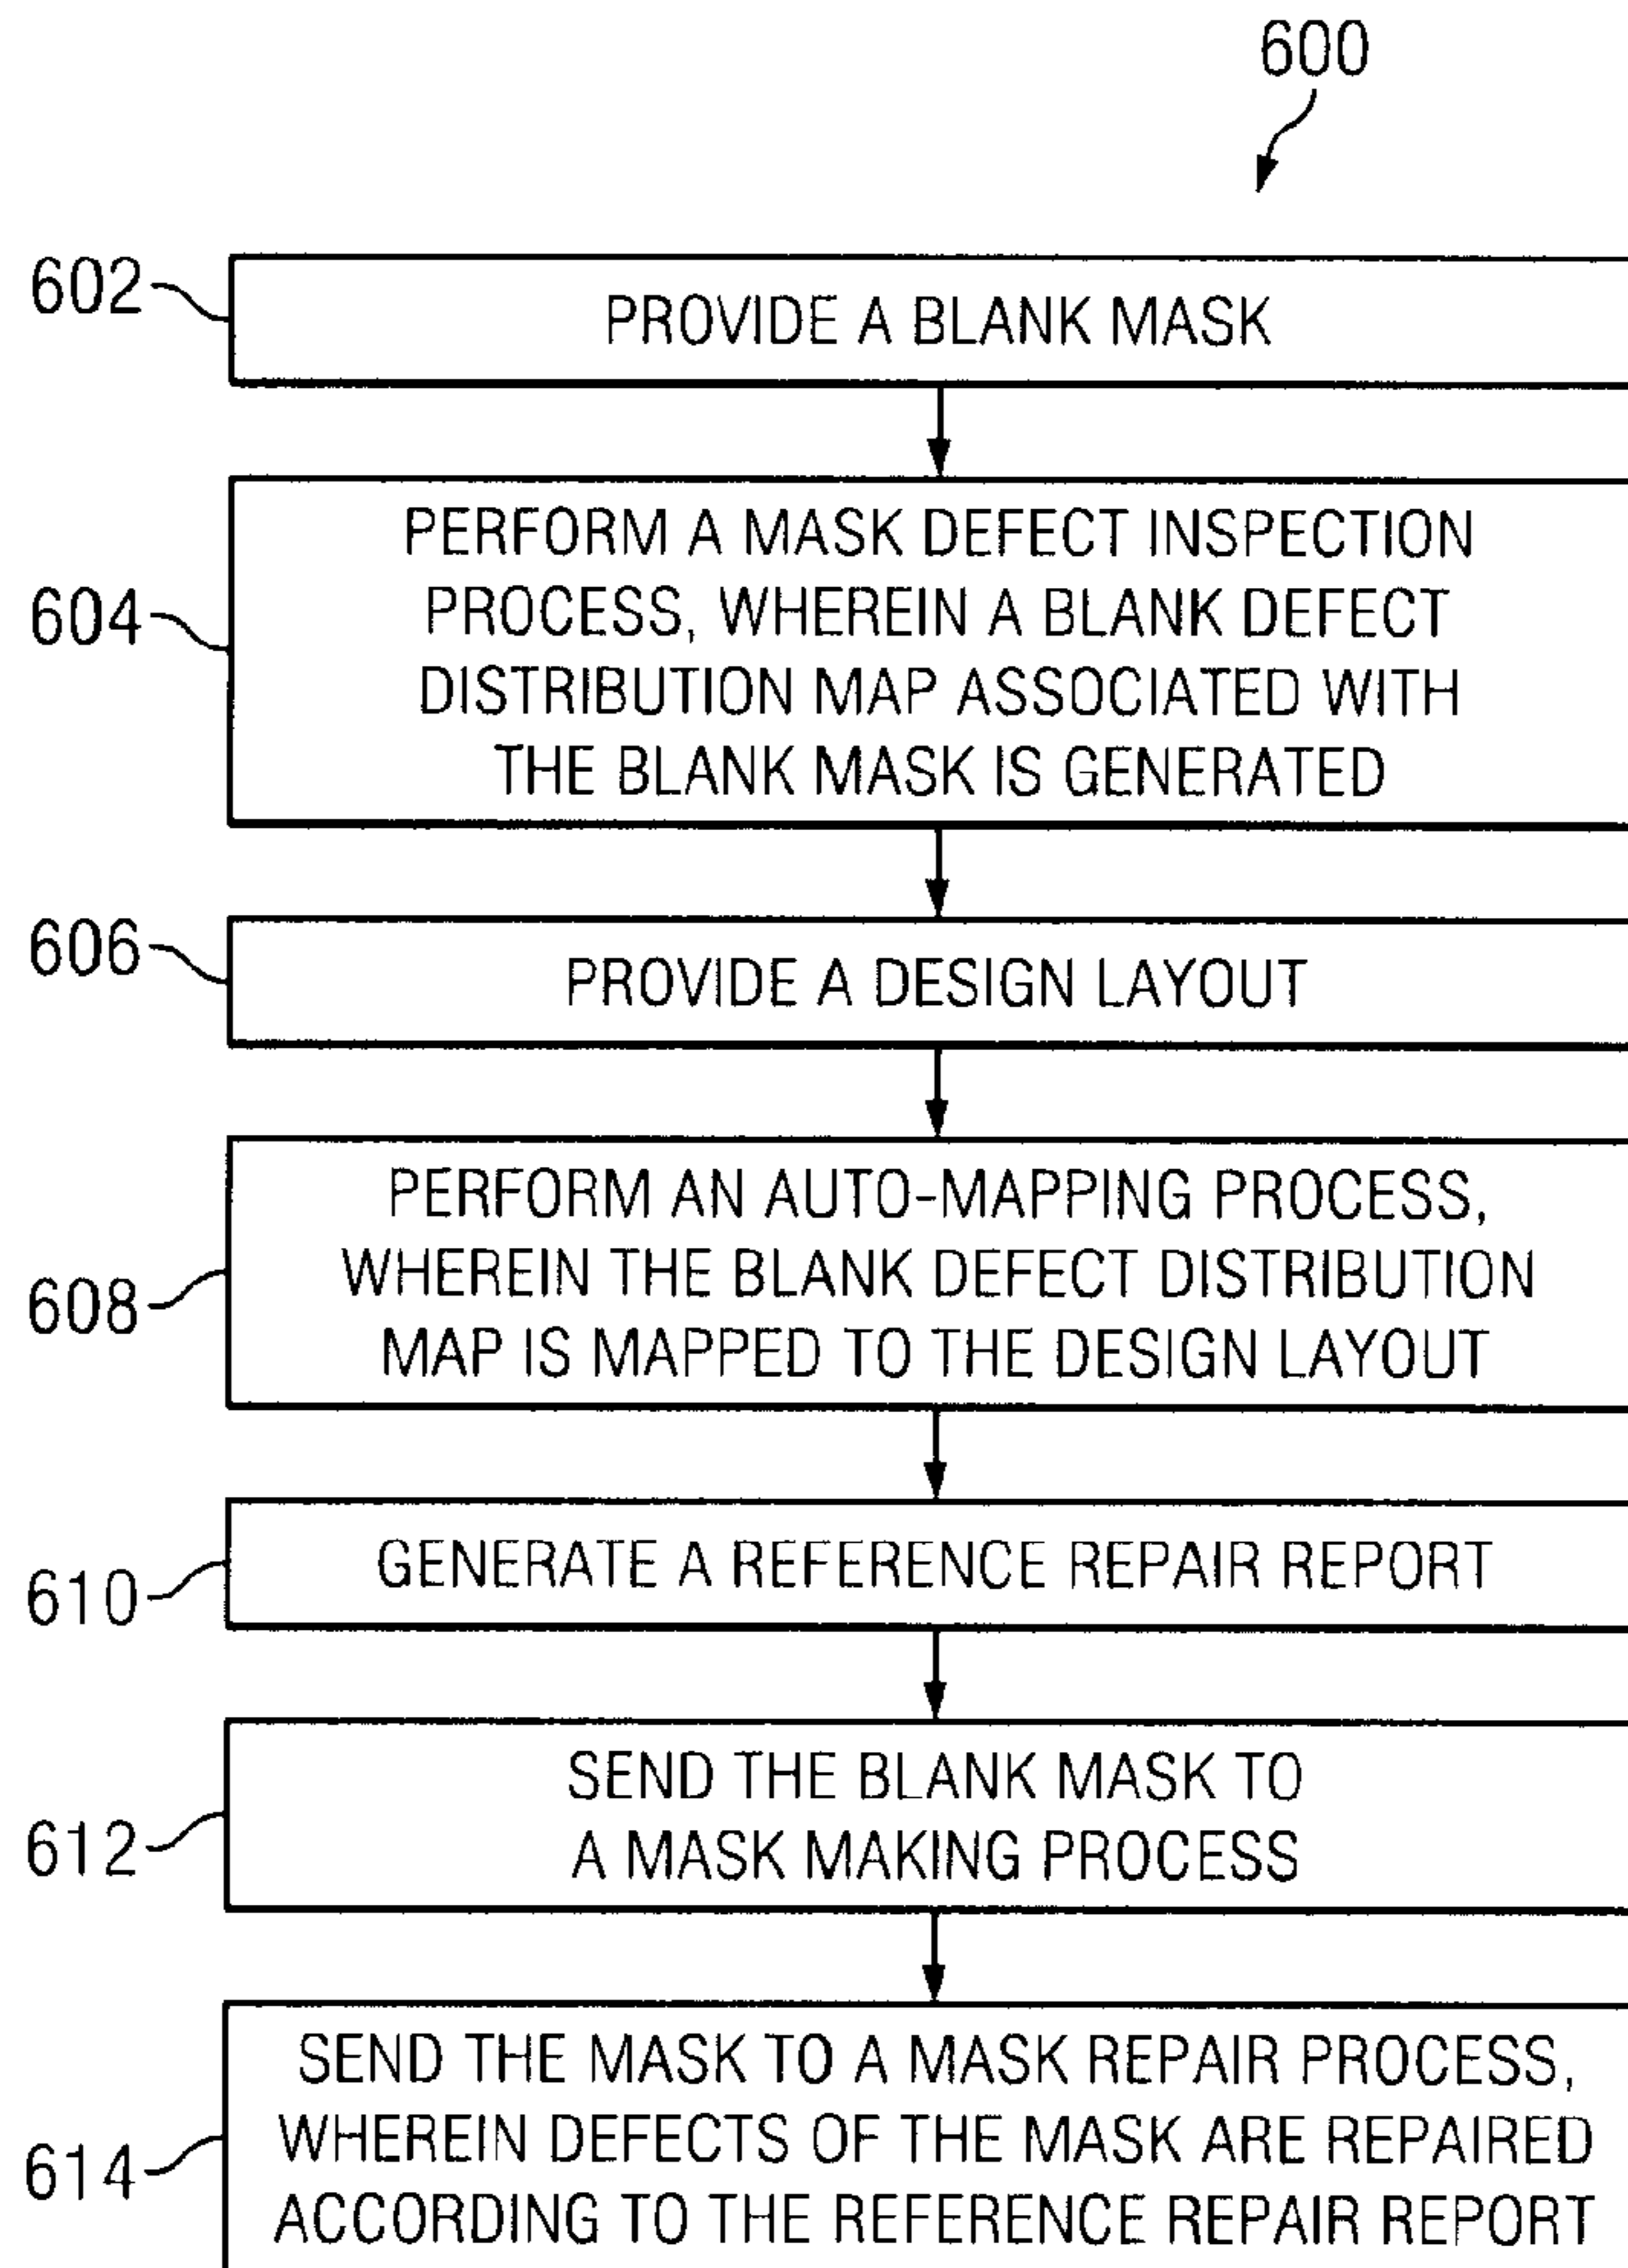 600
602
PROVIDE A BLANK MASK
604
PERFORM A MASK DEFECT INSPECTION
PROCESS, WHEREIN A BLANK DEFECT
DISTRIBUTION MAP ASSOCIATED WITH
THE BLANK MASK IS GENERATED
606
PROVIDE A DESIGN LAYOUT
608
PERFORM AN AUTO-MAPPING PROCESS,
WHEREIN THE BLANK DEFECT DISTRIBUTION
MAP IS MAPPED TO THE DESIGN LAYOUT
610
GENERATE A REFERENCE REPAIR REPORT
612
SEND THE BLANK MASK TO
A MASK MAKING PROCESS
614
SEND THE MASK TO A MASK REPAIR PROCESS,
WHEREIN DEFECTS OF THE MASK ARE REPAIRED
ACCORDING TO THE REFERENCE REPAIR REPORT